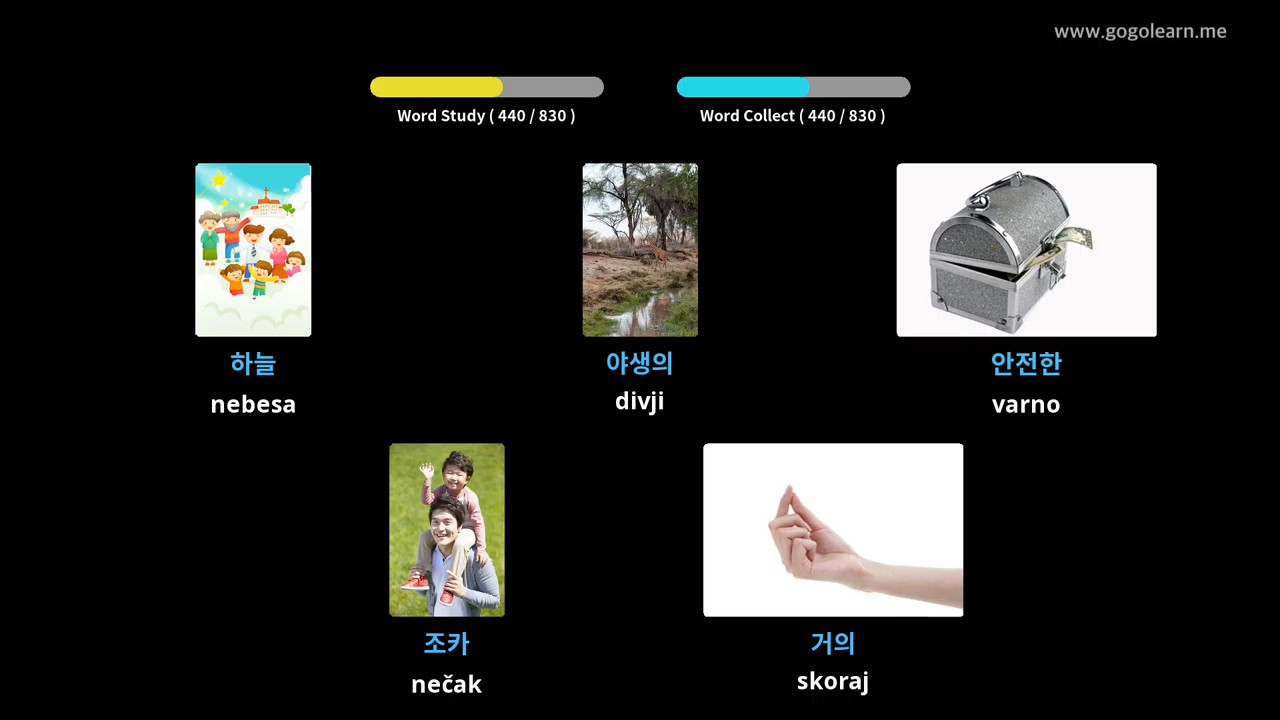 www.gogolearn.me
Word Study ( 440 / 830 )
Word Collect ( 440 / 830 )
하늘
nebesa
야생의
divji
안전한
varno
조카
nečak
거의
skoraj